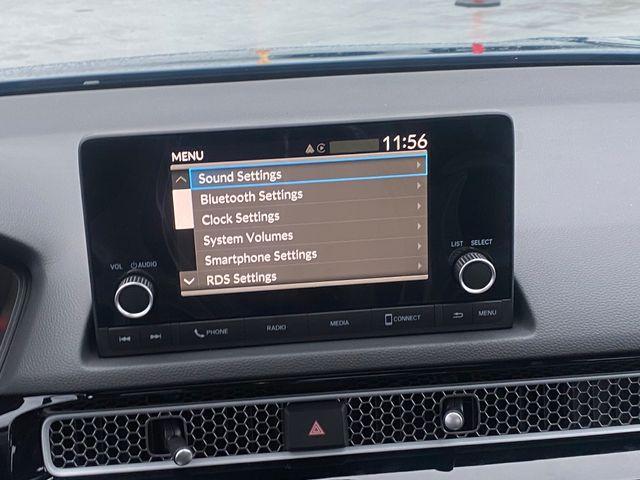 11:56
MENU
Sound Settings
Bluetooth Settings
Clock Settings
System Volumes
Smartphone Settings
RDS Settings
VOL AUDIO
LIST SELECT
PHONE RADIO MEDIA CONNECT MENU